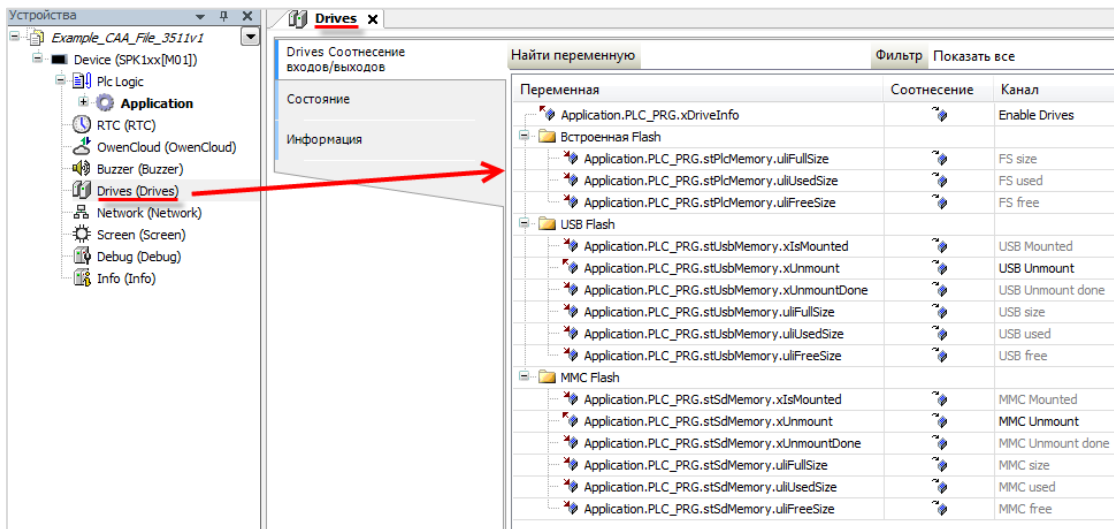 Устройства
Example_CAA_File_3511v1
Device (SPK1xx[M01])
Plc Logic
Application
RTC (RTC)
OwenCloud (OwenCloud)
Buzzer (Buzzer)
Drives (Drives)
Network (Network)
Screen (Screen)
Debug (Debug)
Info (Info)
Drives
Drives Соотнесение
входов/выходов
Состояние
Информация
Найти переменную Фильтр Показать все
Переменная Соотнесение Канал
Application.PLC_PRG.xDriveInfo Enable Drives
Встроенная Flash
Application.PLC_PRG.stPlcMemory.uliFullSize FS size
Application.PLC_PRG.stPlcMemory.uliUsedSize FS used
Application.PLC_PRG.stPlcMemory.uliFreeSize FS free
USB Flash
Application.PLC_PRG.stUsbMemory.xIsMounted USB Mounted
Application.PLC_PRG.stUsbMemory.xUnmount USB Unmount
Application.PLC_PRG.stUsbMemory.xUnmountDone USB Unmount done
Application.PLC_PRG.stUsbMemory.uliFullSize USB size
Application.PLC_PRG.stUsbMemory.uliUsedSize USB used
Application.PLC_PRG.stUsbMemory.uliFreeSize USB free
MMC Flash
Application.PLC_PRG.stSdMemory.xIsMounted MMC Mounted
Application.PLC_PRG.stSdMemory.xUnmount MMC Unmount
Application.PLC_PRG.stSdMemory.xUnmountDone MMC Unmount done
Application.PLC_PRG.stSdMemory.uliFullSize MMC size
Application.PLC_PRG.stSdMemory.uliUsedSize MMC used
Application.PLC_PRG.stSdMemory.uliFreeSize MMC free